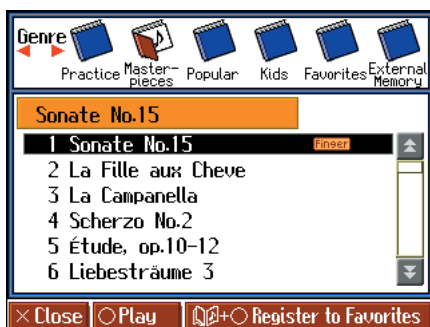 Genre
Practice Master-pieces Popular Kids Favorites External Memory
Sonate No.15
1 Sonate No.15 Finger
2 La Fille aux Cheve
3 La Campanella
4 Scherzo No.2
5 Étude, op.10-12
6 Liebesträume 3
× Close ○ Play +○ Register to Favorites